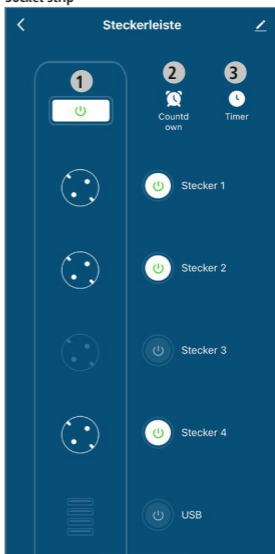 Socket strip
Steckerleiste
1
2
3
Countd
own
Timer
Stecker 1
Stecker 2
Stecker 3
Stecker 4
USB